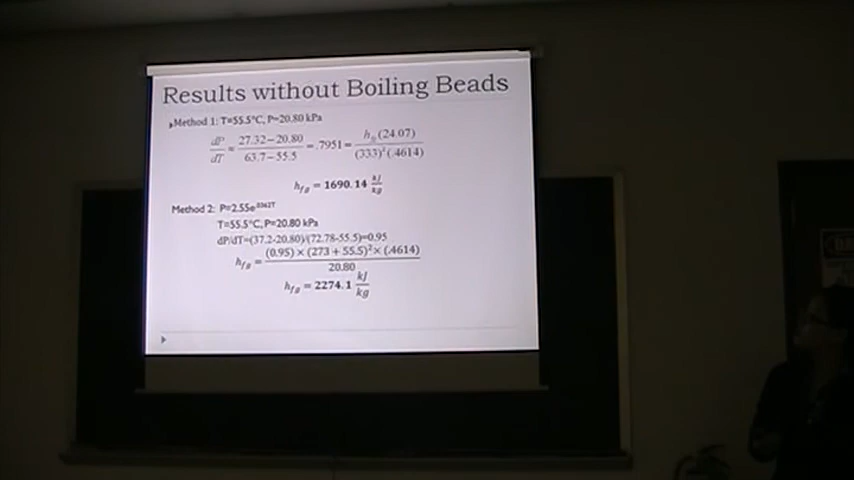 Results without Boiling Beads
Method 1: T=55.5°C, P=20.80 kPa
dP/dT = (27.32−20.80)/(63.7−55.5) = .7951 = h (24.07)/((333)²(.4614)
h_fg = 1690.14 kJ/kg
Method 2: P=2.55e
T=55.5°C, P=20.80 kPa
dP/dT=(37.2-20.80)/(72.78-55.5)=0.95
h_fg = ((0.95) × (273 + 55.5)² × (.4614))/20.80
h_fg = 2274.1 kJ/kg